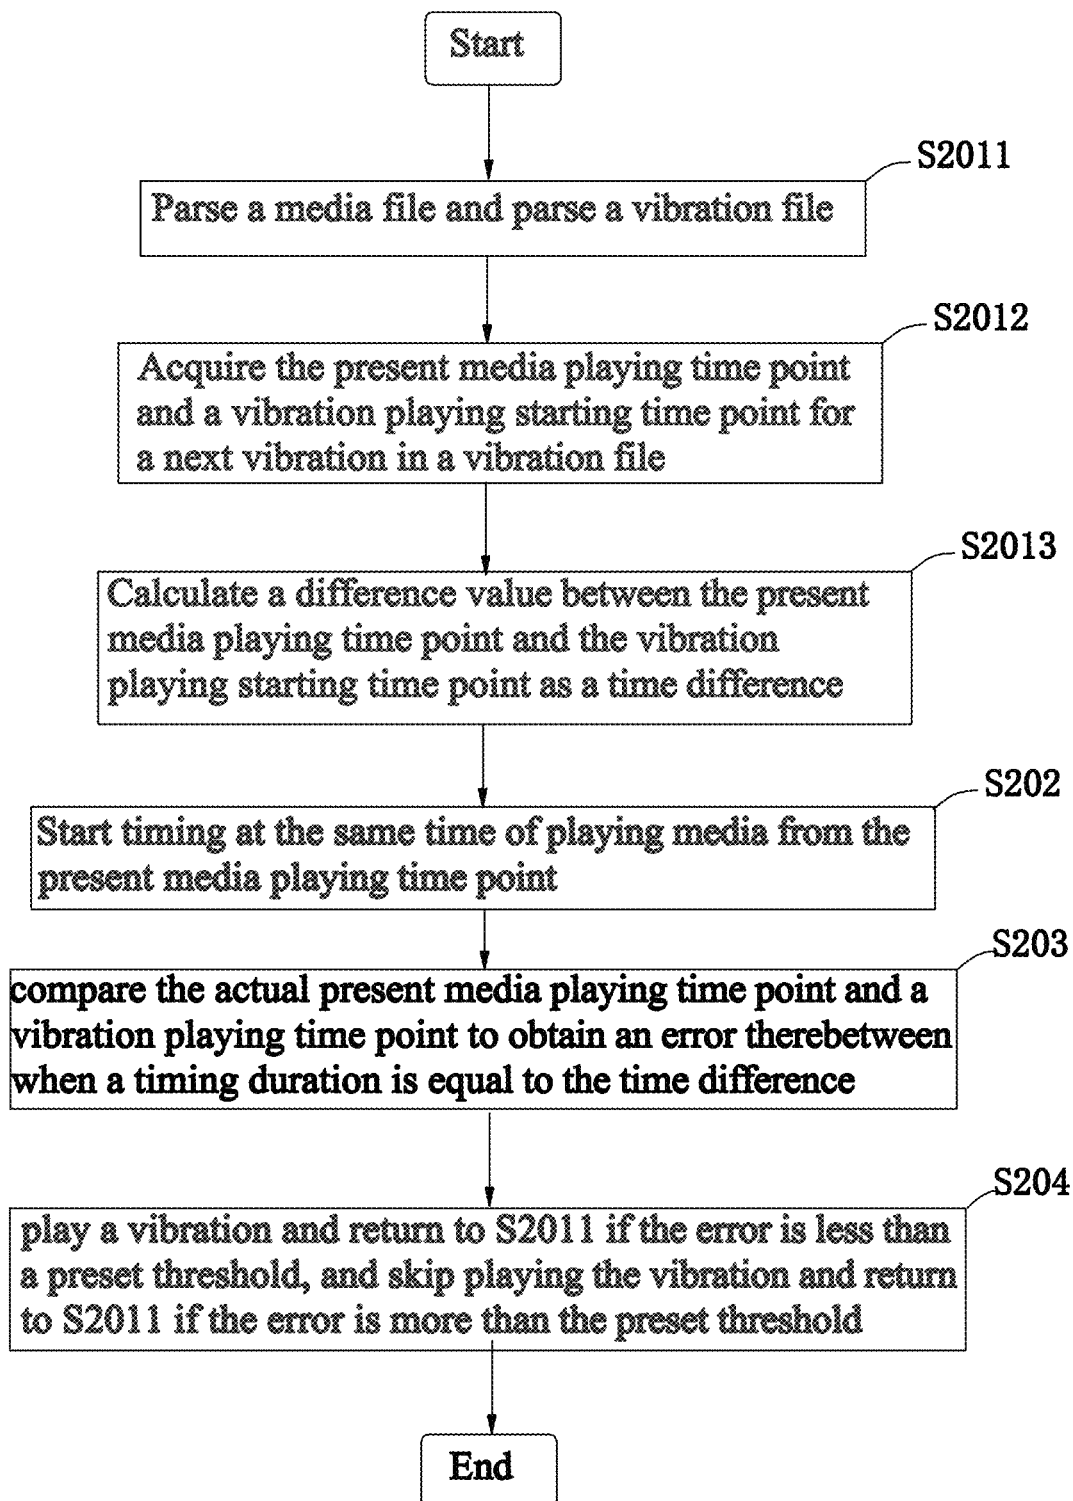 Start
S2011
Parse a media file and parse a vibration file
S2012
Acquire the present media playing time point
and a vibration playing starting time point for
a next vibration in a vibration file
S2013
Calculate a difference value between the present
media playing time point and the vibration
playing starting time point as a time difference
S202
Start timing at the same time of playing media from the
present media playing time point
S203
compare the actual present media playing time point and a
vibration playing time point to obtain an error therebetween
when a timing duration is equal to the time difference
S204
play a vibration and return to S2011 if the error is less than
a preset threshold, and skip playing the vibration and return
to S2011 if the error is more than the preset threshold
End